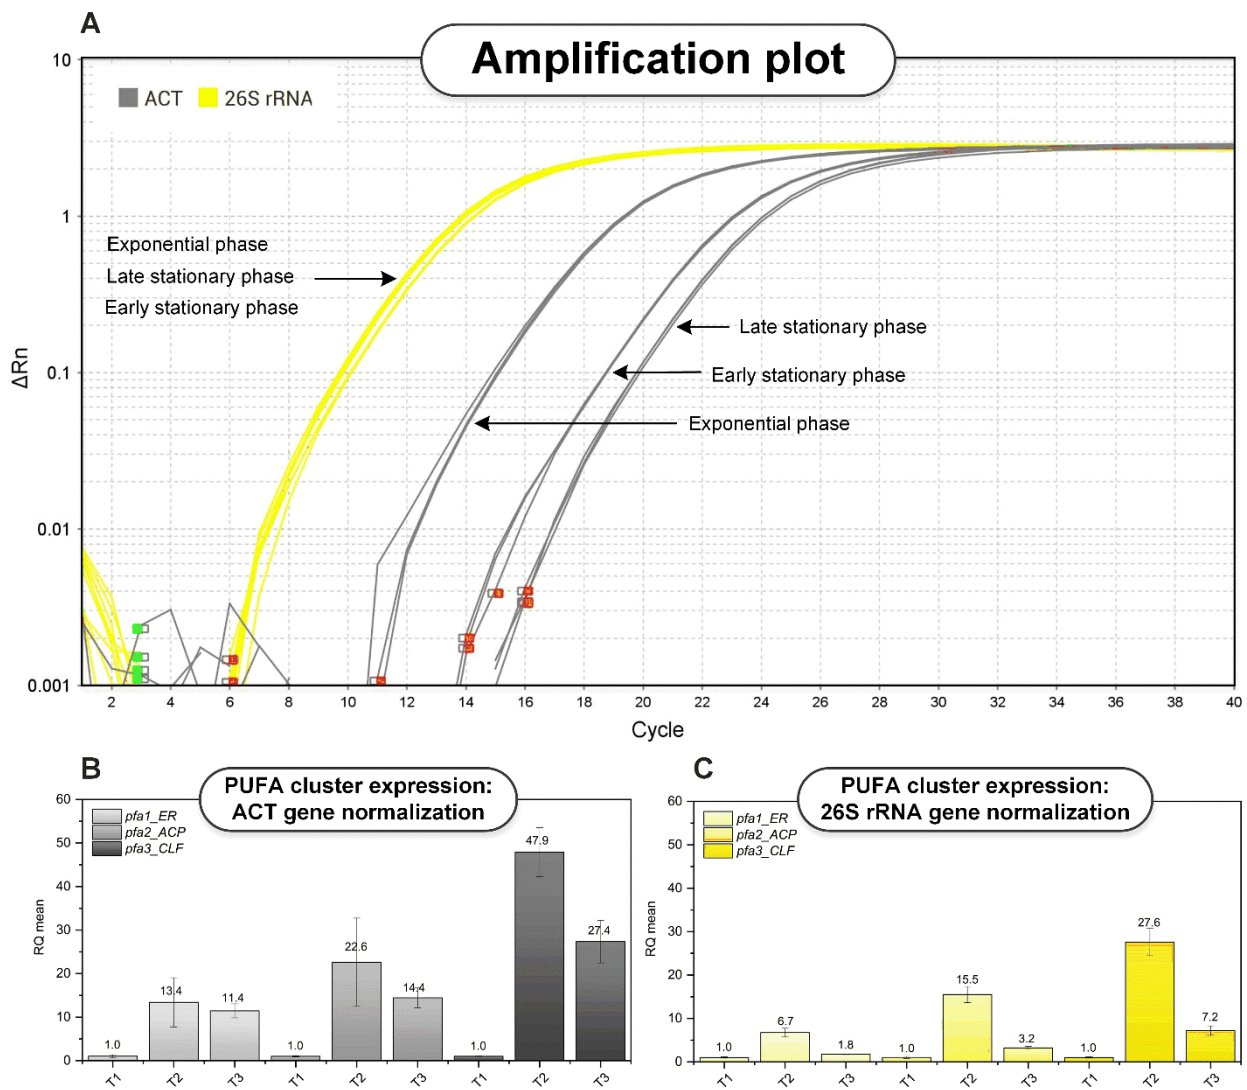 A
Amplification plot
10
ACT 26S rRNA
1
Exponential phase
Late stationary phase
Early stationary phase
Late stationary phase
Early stationary phase
Exponential phase
ΔRn
0.1
0.01
0.001
2 4 6 8 10 12 14 16 18 20 22 24 26 28 30 32 34 36 38 40
Cycle
B
PUFA cluster expression:
ACT gene normalization
60
50
40
30
20
10
0
RQ mean
pfa1_ER
pfa2_ACP
pfa3_CLF
1.0 13.4 11.4 1.0 22.6 14.4 1.0 47.9 27.4
T1 T2 T3 T1 T2 T3 T1 T2 T3
C
PUFA cluster expression:
26S rRNA gene normalization
60
50
40
30
20
10
0
RQ mean
pfa1_ER
pfa2_ACP
pfa3_CLF
1.0 6.7 1.8 1.0 15.5 3.2 1.0 27.6 7.2
T1 T2 T3 T1 T2 T3 T1 T2 T3